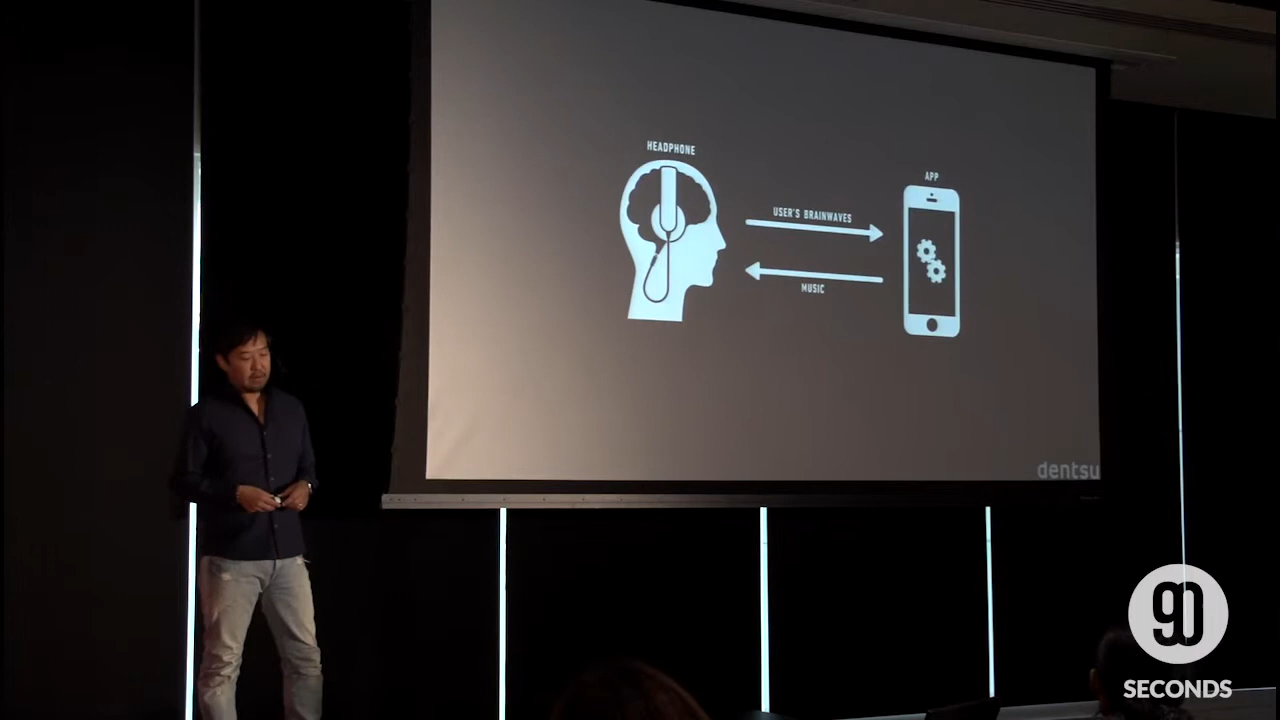 HEADPHONE
APP
USER'S BRAINWAVES
MUSIC
dentsu
90
SECONDS